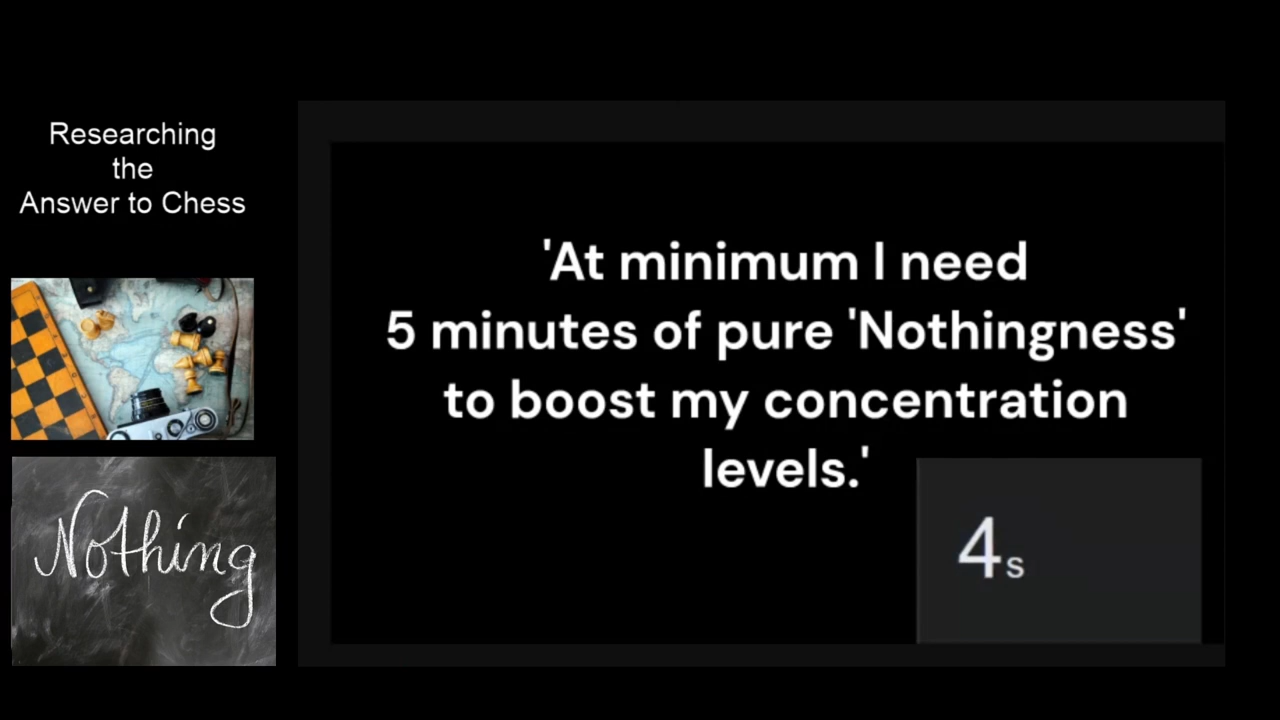 Researching
the
Answer to Chess
Nothing
'At minimum I need
5 minutes of pure 'Nothingness'
to boost my concentration
levels.'
4s